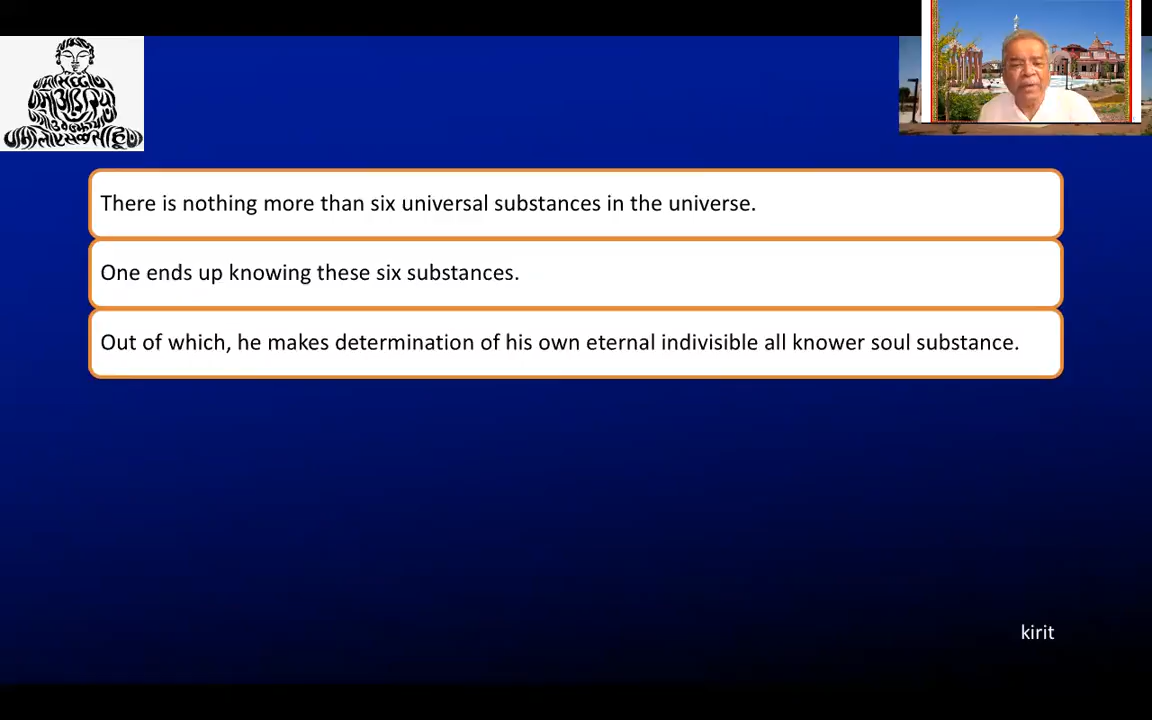 There is nothing more than six universal substances in the universe.
One ends up knowing these six substances.
Out of which, he makes determination of his own eternal indivisible all knower soul substance.
kirit